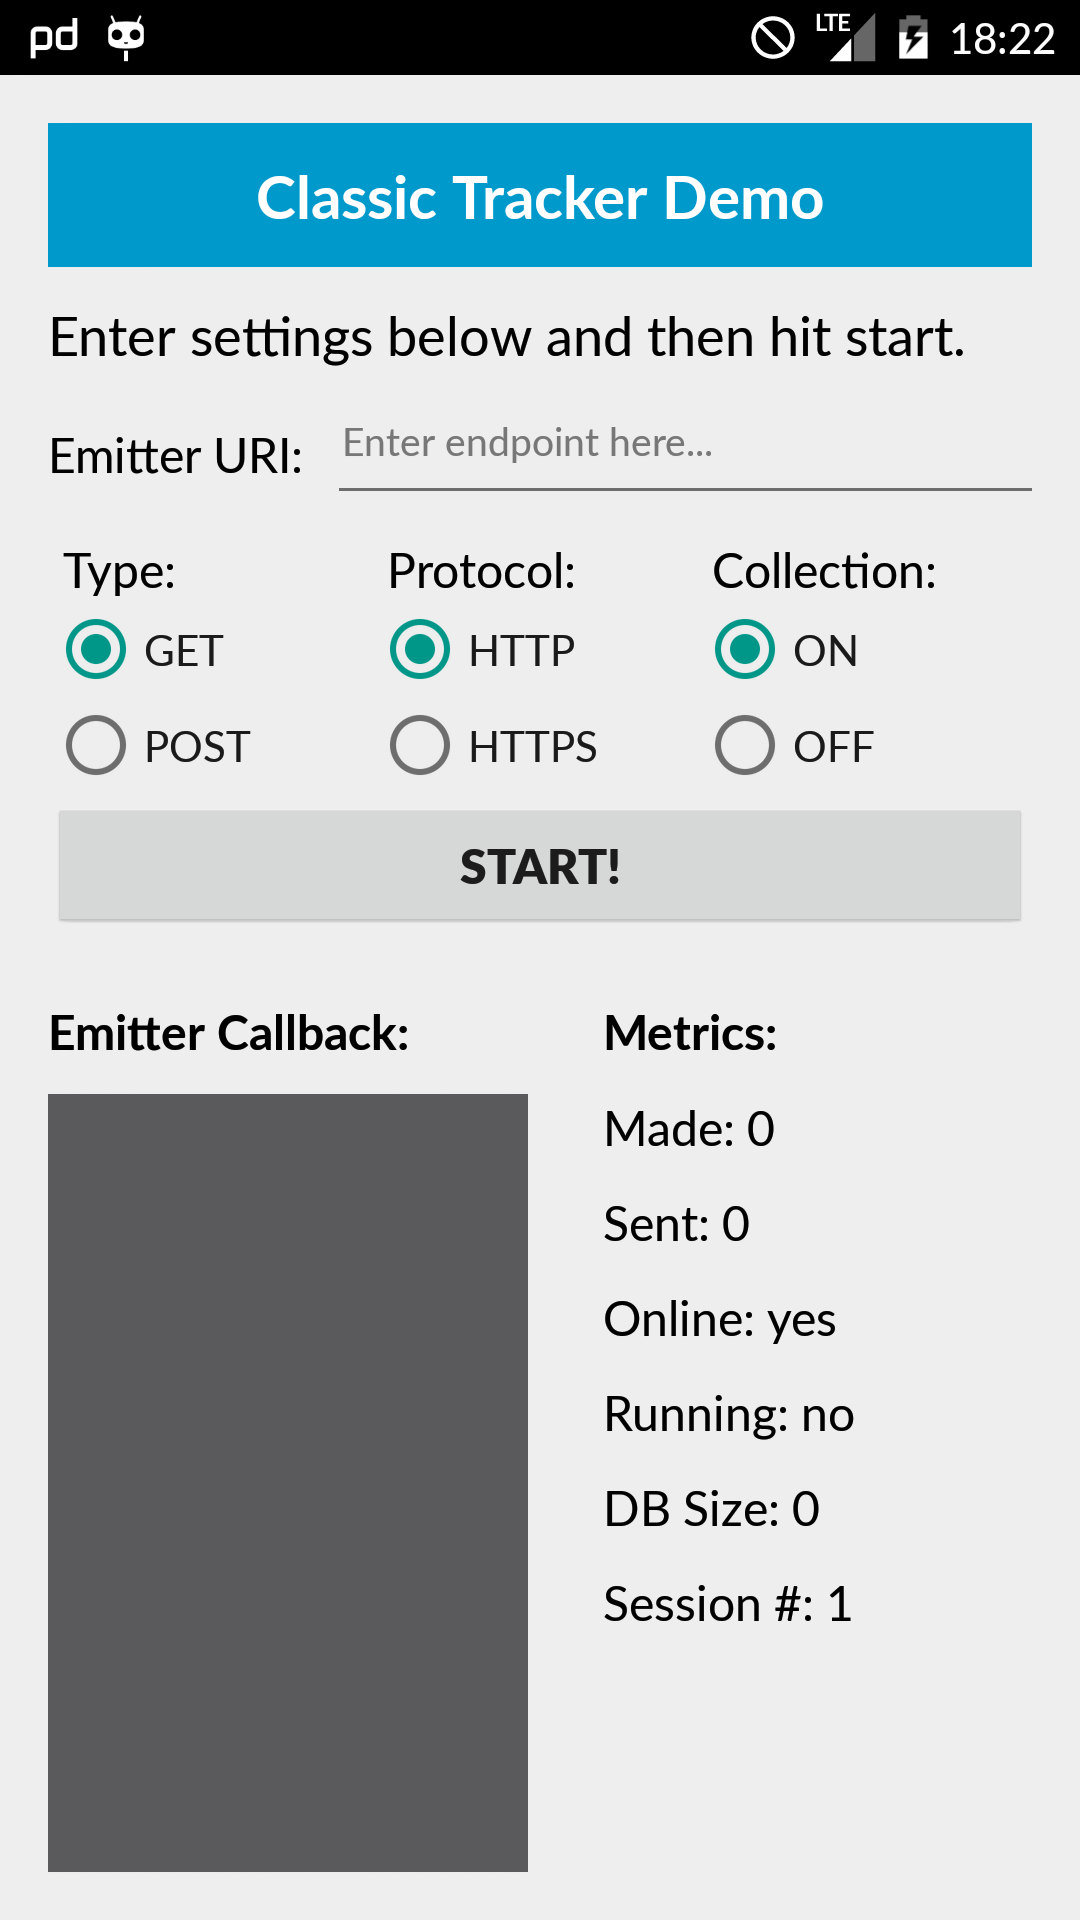 pd LTE 18:22
Classic Tracker Demo
Enter settings below and then hit start.
Emitter URI: Enter endpoint here...
Type: Protocol: Collection:
GET HTTP ON
POST HTTPS OFF
START!
Emitter Callback: Metrics:
Made: 0
Sent: 0
Online: yes
Running: no
DB Size: 0
Session #: 1